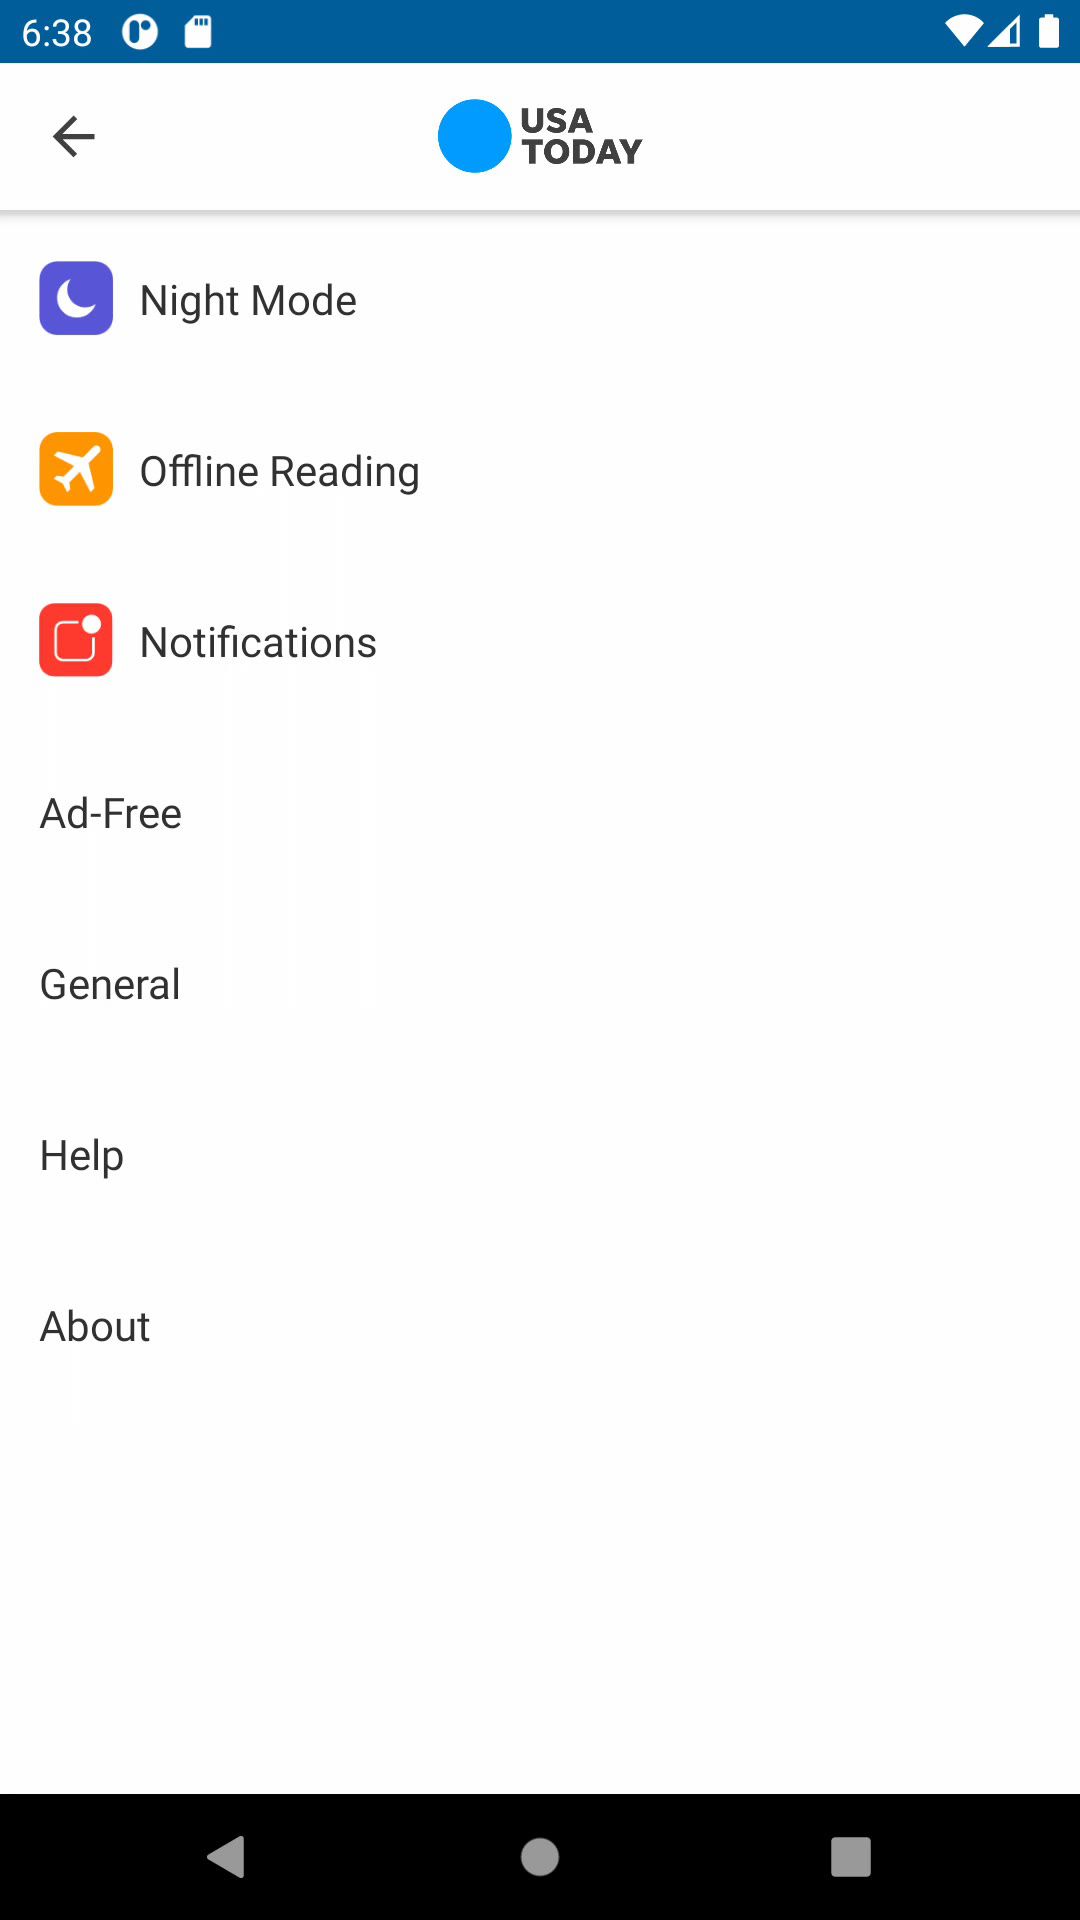 6:38
USA
TODAY
Night Mode
Offline Reading
Notifications
Ad-Free
General
Help
About